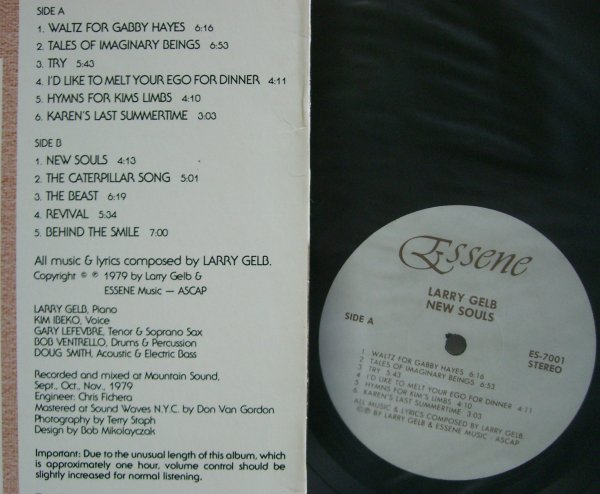 SIDE A
1. WALTZ FOR GABBY HAYES 6:16
2. TALES OF IMAGINARY BEINGS 6:53
3. TRY 5:43
4. I'D LIKE TO MELT YOUR EGO FOR DINNER 4:11
5. HYMNS FOR KIMS LIMBS 4:10
6. KAREN'S LAST SUMMERTIME 3:03
SIDE B
1. NEW SOULS 4:13
2. THE CATERPILLAR SONG 5:01
3. THE BEAST 6:19
4. REVIVAL 5:34
5. BEHIND THE SMILE 7:00
All music & lyrics composed by LARRY GELB.
Copyright © ℗ 1979 by Larry Gelb &
ESSENE Music — ASCAP
LARRY GELB, Piano
KIM IBEKO, Voice
GARY LEFEVBRE, Tenor & Soprano Sax
BOB VENTRELLO, Drums & Percussion
DOUG SMITH, Acoustic & Electric Bass
Recorded and mixed at Mountain Sound,
Sept., Oct., Nov., 1979
Engineer: Chris Fichera
Mastered at Sound Waves N.Y.C. by Don Van Gordon
Photography by Terry Staph
Design by Bob Mikolayczak
Important: Due to the unusual length of this album, which
is approximately one hour, volume control should be
slightly increased for normal listening.
Essene
LARRY GELB
NEW SOULS
SIDE A
ES-7001
STEREO
1. WALTZ FOR GABBY HAYES 6:16
2. TALES OF IMAGINARY BEINGS 6:53
3. TRY 5:43
4. I'D LIKE TO MELT YOUR EGO FOR DINNER 4:11
5. HYMNS FOR KIM'S LIMBS 4:10
6. KAREN'S LAST SUMMERTIME 3:03
ALL MUSIC & LYRICS COMPOSED BY LARRY GELB.
©℗ BY LARRY GELB & ESSENE MUSIC - ASCAP